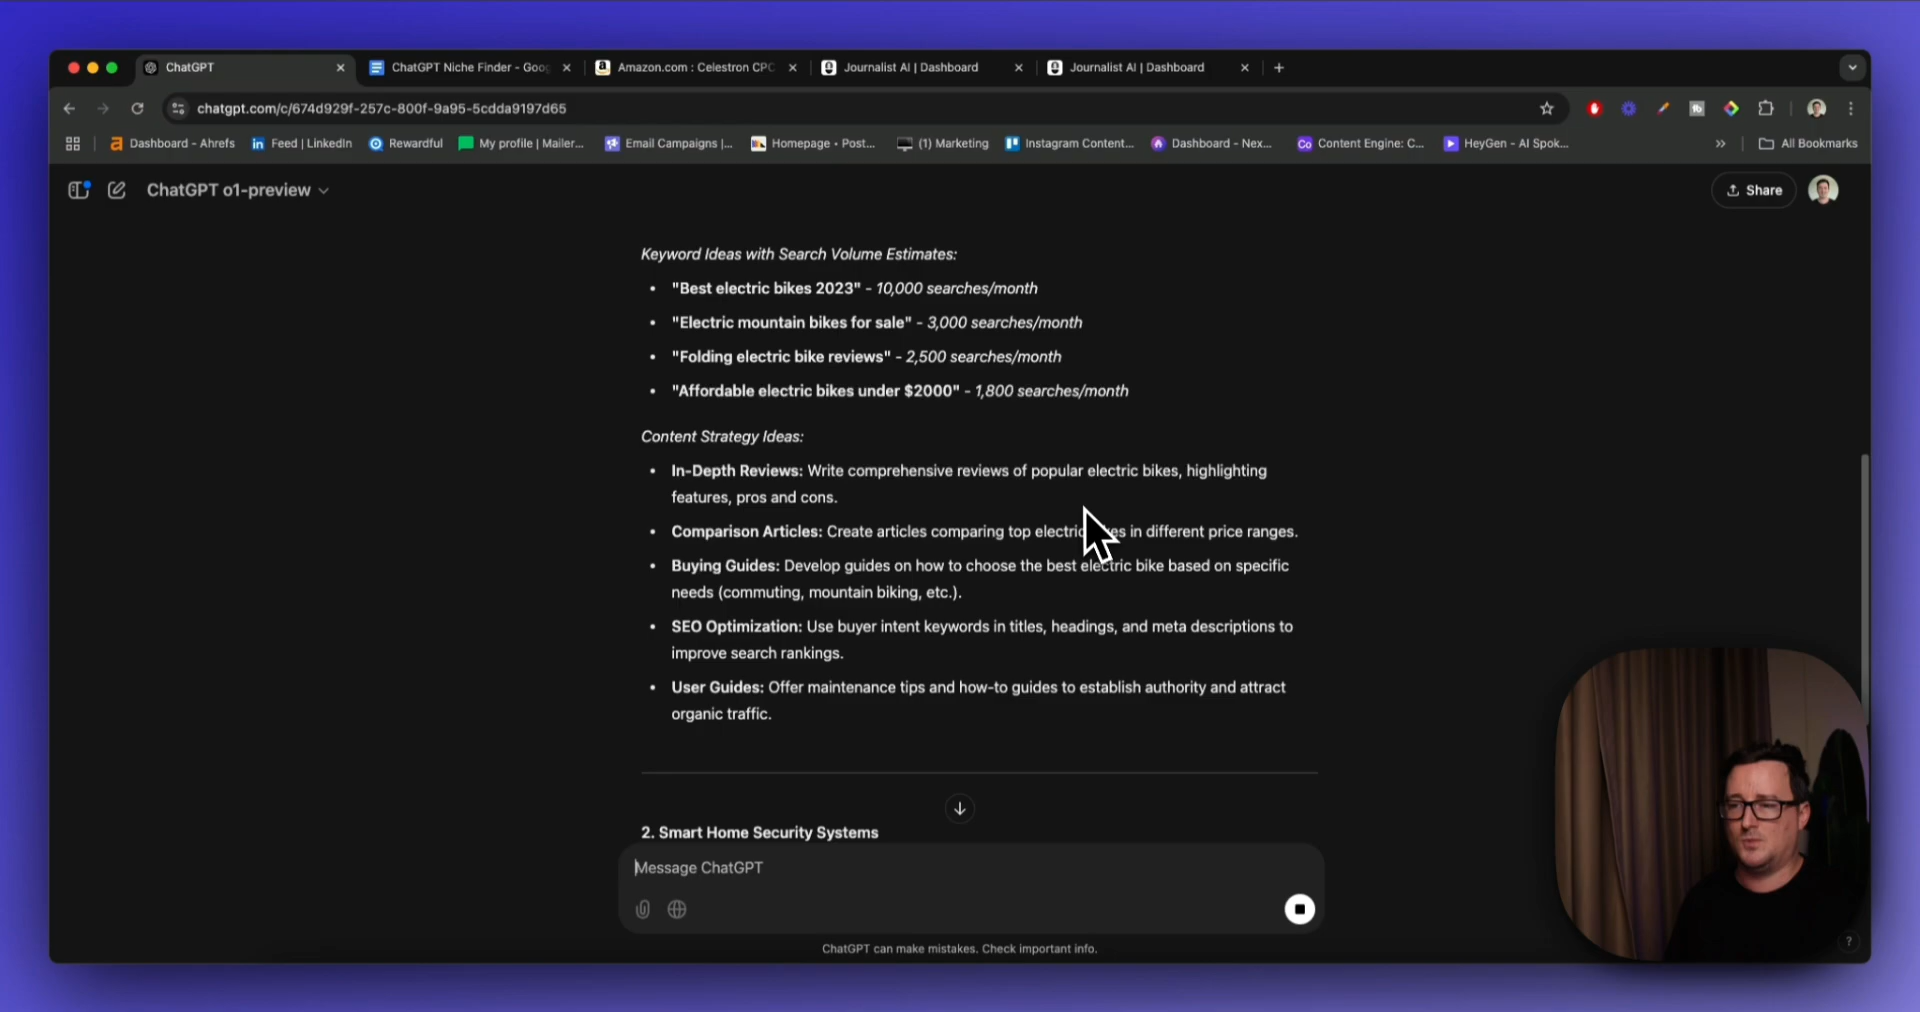 ChatGPT
ChatGPT Niche Finder - Goog
Amazon.com : Celestron CPC
Journalist AI | Dashboard
Journalist AI | Dashboard
chatgpt.com/c/674d929f-257c-800f-9a95-5cdda9197d65
Dashboard - Ahrefs
Feed | LinkedIn
Rewardful
My profile | Mailer...
Email Campaigns |...
Homepage • Post...
(1) Marketing
Instagram Content...
Dashboard - Nex...
Content Engine: C...
HeyGen - AI Spok...
All Bookmarks
ChatGPT o1-preview
Share
Keyword Ideas with Search Volume Estimates:
• "Best electric bikes 2023" - 10,000 searches/month
• "Electric mountain bikes for sale" - 3,000 searches/month
• "Folding electric bike reviews" - 2,500 searches/month
• "Affordable electric bikes under $2000" - 1,800 searches/month
Content Strategy Ideas:
• In-Depth Reviews: Write comprehensive reviews of popular electric bikes, highlighting
features, pros and cons.
• Comparison Articles: Create articles comparing top electric bikes in different price ranges.
• Buying Guides: Develop guides on how to choose the best electric bike based on specific
needs (commuting, mountain biking, etc.).
• SEO Optimization: Use buyer intent keywords in titles, headings, and meta descriptions to
improve search rankings.
• User Guides: Offer maintenance tips and how-to guides to establish authority and attract
organic traffic.
2. Smart Home Security Systems
Message ChatGPT
ChatGPT can make mistakes. Check important info.
?